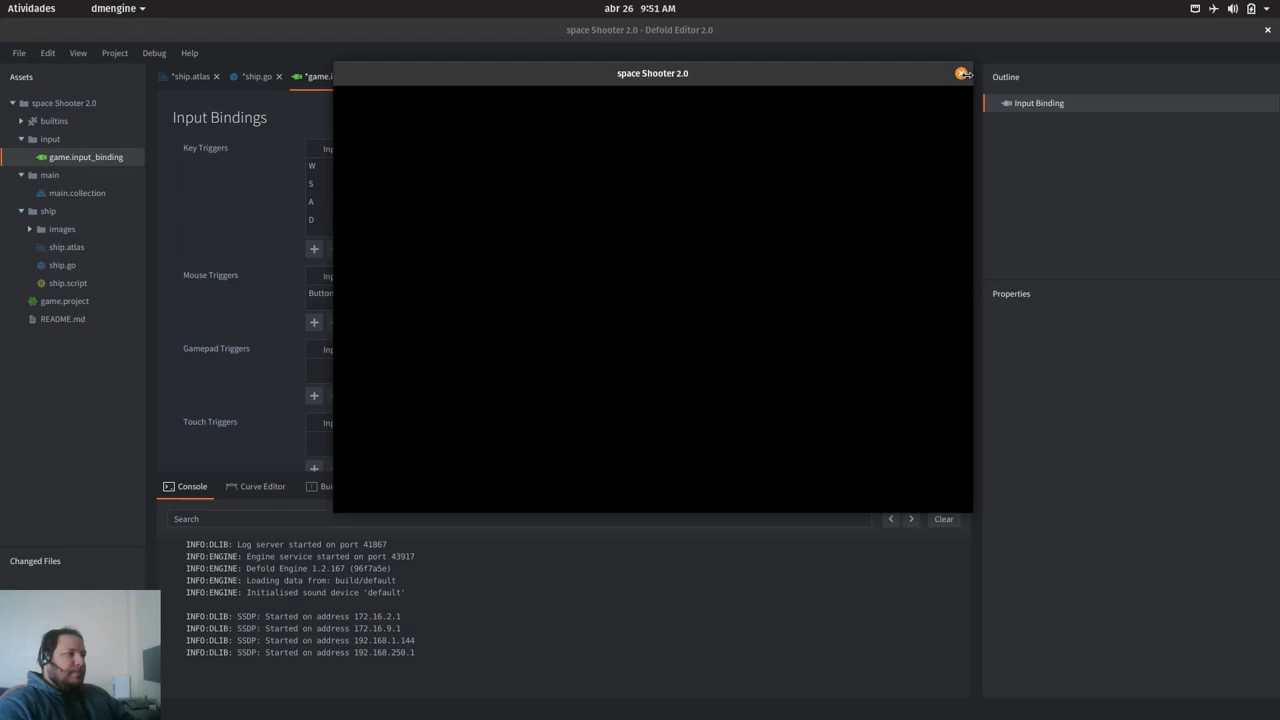 Atividades
dmengine
abr 26 9:51 AM
space Shooter 2.0 - Defold Editor 2.0
File Edit View Project Debug Help
Assets
space Shooter 2.0
builtins
input
game.input_binding
main
main.collection
ship
images
ship.atlas
ship.go
ship.script
game.project
README.md
Changed Files
*ship.atlas
*ship.go
*game.i
Input Bindings
Key Triggers
Inp
W
S
A
D
Mouse Triggers
Inp
Button
Gamepad Triggers
Inp
Touch Triggers
Inp
space Shooter 2.0
Console
Curve Editor
Bui
Search
Clear
INFO:DLIB: Log server started on port 41867
INFO:ENGINE: Engine service started on port 43917
INFO:ENGINE: Defold Engine 1.2.167 (96f7a5e)
INFO:ENGINE: Loading data from: build/default
INFO:ENGINE: Initialised sound device 'default'
INFO:DLIB: SSDP: Started on address 172.16.2.1
INFO:DLIB: SSDP: Started on address 172.16.9.1
INFO:DLIB: SSDP: Started on address 192.168.1.144
INFO:DLIB: SSDP: Started on address 192.168.250.1
Outline
Input Binding
Properties